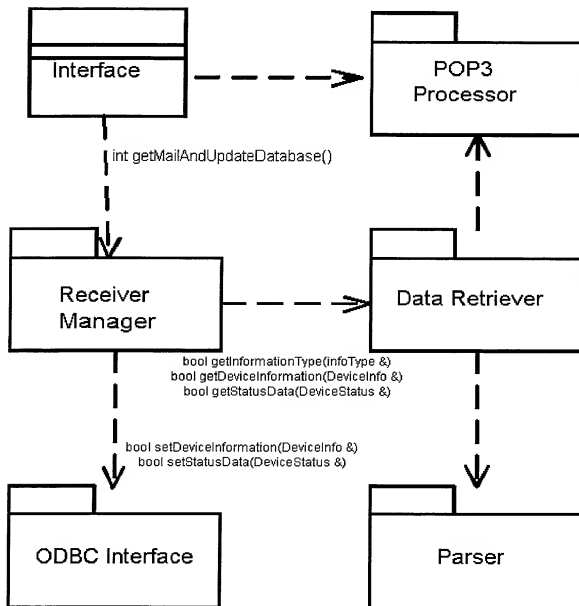 Interface
POP3
Processor
int getMailAndUpdateDatabase()
Receiver
Manager
Data Retriever
bool getInformationType(infoType &)
bool getDeviceInformation(DeviceInfo &)
bool getStatusData(DeviceStatus &)
bool setDeviceInformation(DeviceInfo &)
bool setStatusData(DeviceStatus &)
ODBC Interface
Parser